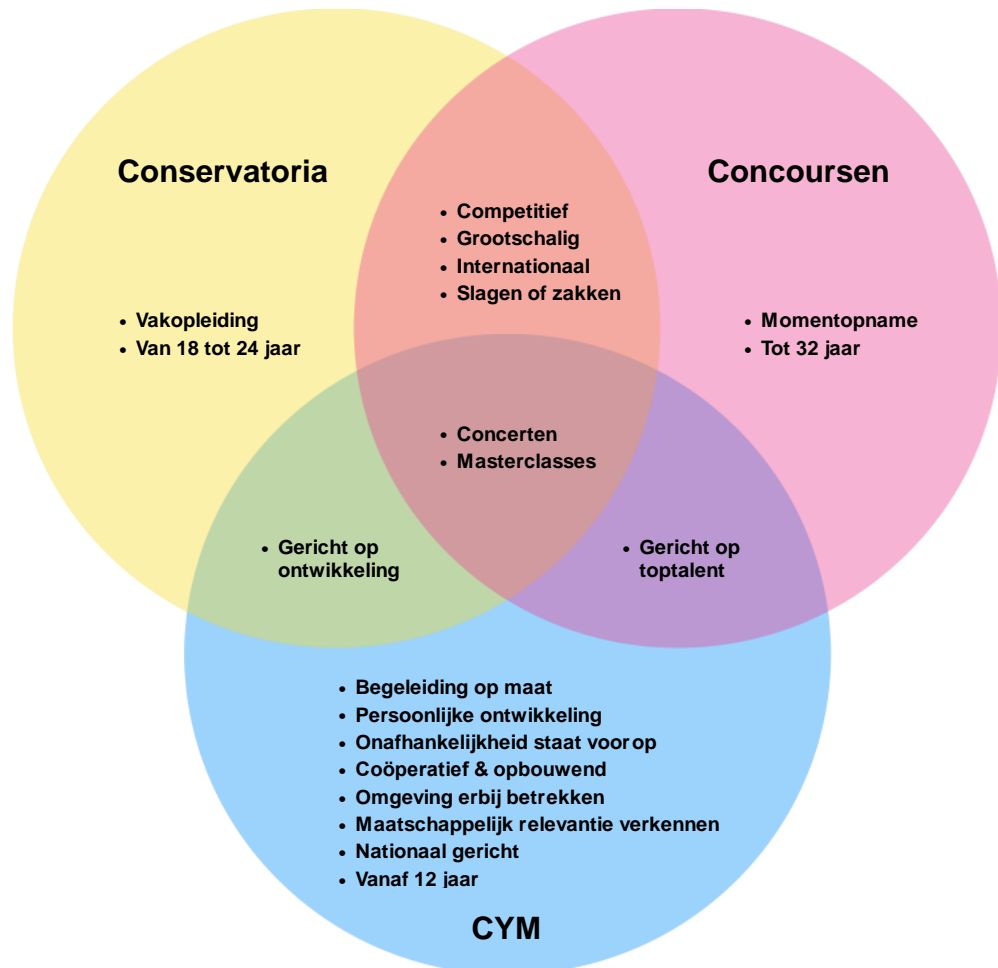 Conservatoria
Concoursen
• Competitief
• Grootschalig
• Internationaal
• Slagen of zakken
• Vakopleiding
• Van 18 tot 24 jaar
• Momentopname
• Tot 32 jaar
• Concerten
• Masterclasses
• Gericht op
ontwikkeling
• Gericht op
toptalent
• Begeleiding op maat
• Persoonlijke ontwikkeling
• Onafhankelijkheid staat voorop
• Coöperatief & opbouwend
• Omgeving erbij betrekken
• Maatschappelijk relevantie verkennen
• Nationaal gericht
• Vanaf 12 jaar
CYM